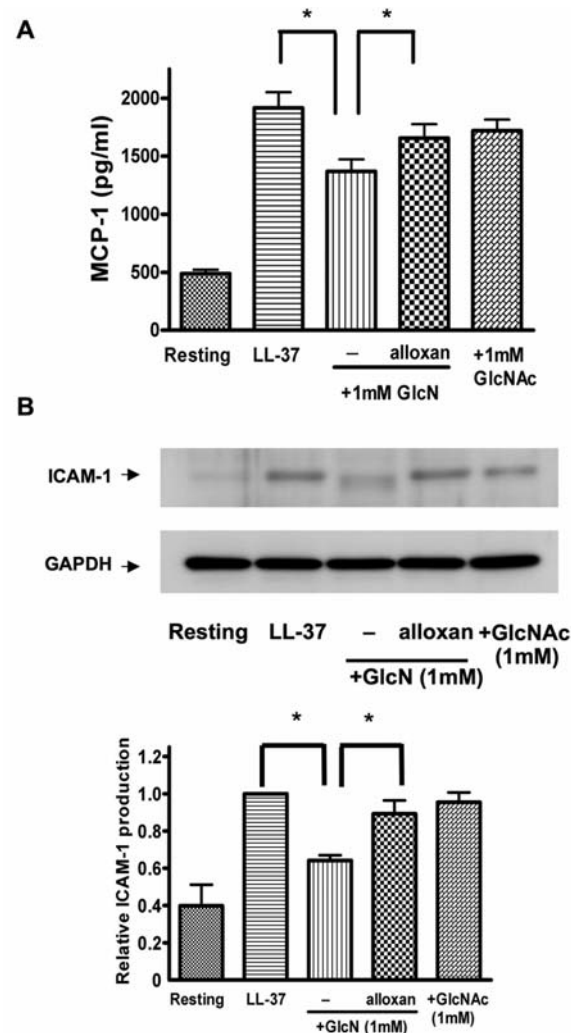 A
* *
MCP-1 (pg/ml)
2000
1500
1000
500
0
Resting LL-37 – alloxan +1mM
GlcNAc
+1mM GlcN
B
ICAM-1
GAPDH
Resting LL-37 – alloxan +GlcNAc
(1mM)
+GlcN (1mM)
* *
Relative ICAM-1 production
1.2
1.0
0.8
0.6
0.4
0.2
0
Resting LL-37 – alloxan +GlcNAc
(1mM)
+GlcN (1mM)